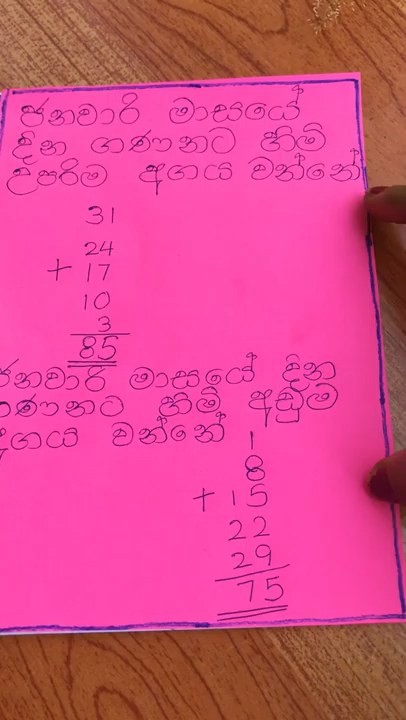 ජනවාරි මාසයේ
දින ගණනට හිමි
උපරිම අගය වන්නේ
31
24
+ 17
10
3
85
ජනවාරි මාසයේ දින
ගණනට හිමි අඩුම
අගය වන්නේ
1
8
+ 15
22
29
75